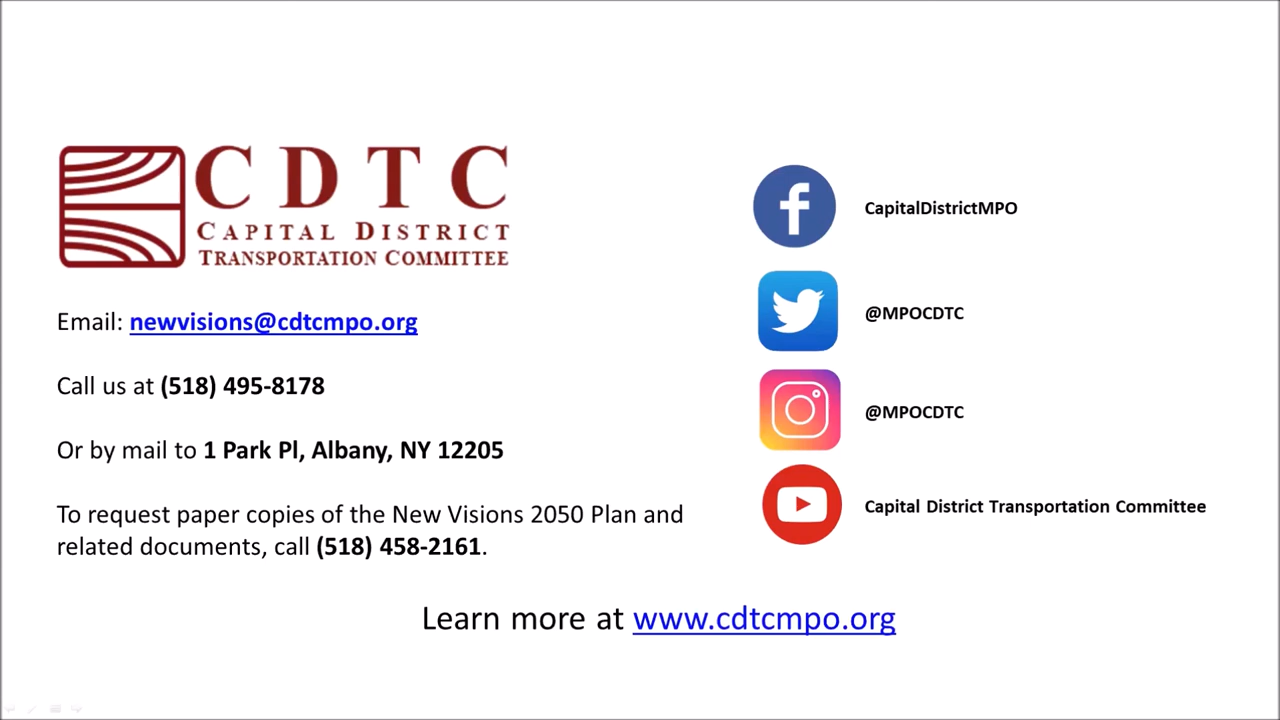 CDTC
CAPITAL DISTRICT
TRANSPORTATION COMMITTEE
Email: newvisions@cdtcmpo.org
Call us at (518) 495-8178
Or by mail to 1 Park Pl, Albany, NY 12205
To request paper copies of the New Visions 2050 Plan and
related documents, call (518) 458-2161.
CapitalDistrictMPO
@MPOCDTC
@MPOCDTC
Capital District Transportation Committee
Learn more at www.cdtcmpo.org